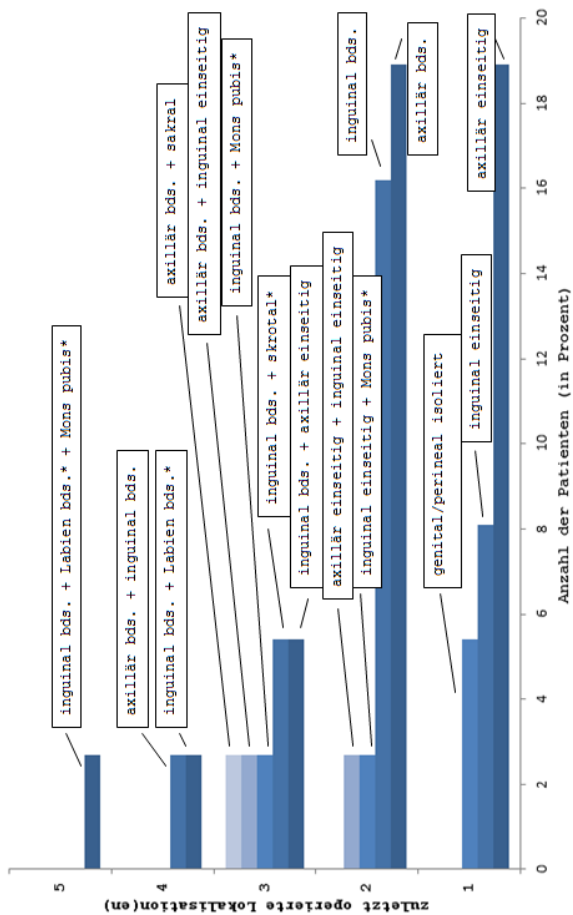 zuletzt operierte Lokalisation(en)
5
4
3
2
1
inguinal bds. + Labien bds.* + Mons pubis*
axillär bds. + inguinal bds.
inguinal bds. + Labien bds.*
axillär bds. + sakral
axillär bds. + inguinal einseitig
inguinal bds. + Mons pubis*
inguinal bds. + skrotal*
inguinal bds. + axillär einseitig
axillär einseitig + inguinal einseitig
inguinal einseitig + Mons pubis*
inguinal bds.
axillär bds.
genital/perineal isoliert
inguinal einseitig
axillär einseitig
0
2
4
6
8
10
12
14
16
18
20
Anzahl der Patienten (in Prozent)